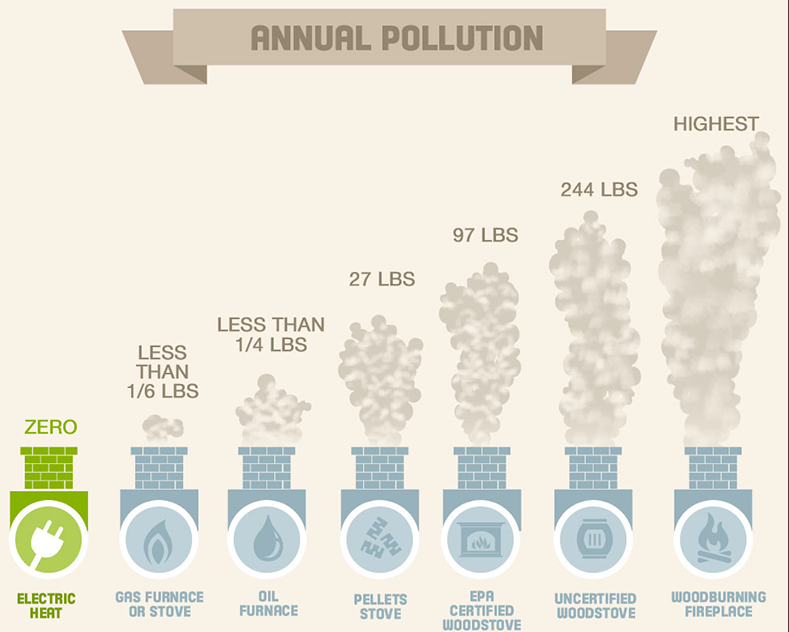 ANNUAL POLLUTION
HIGHEST
244 LBS
97 LBS
27 LBS
LESS THAN
1/4 LBS
LESS
THAN
1/6 LBS
ZERO
ELECTRIC
HEAT
GAS FURNACE
OR STOVE
OIL
FURNACE
PELLETS
STOVE
EPA
CERTIFIED
WOODSTOVE
UNCERTIFIED
WOODSTOVE
WOODBURNING
FIREPLACE